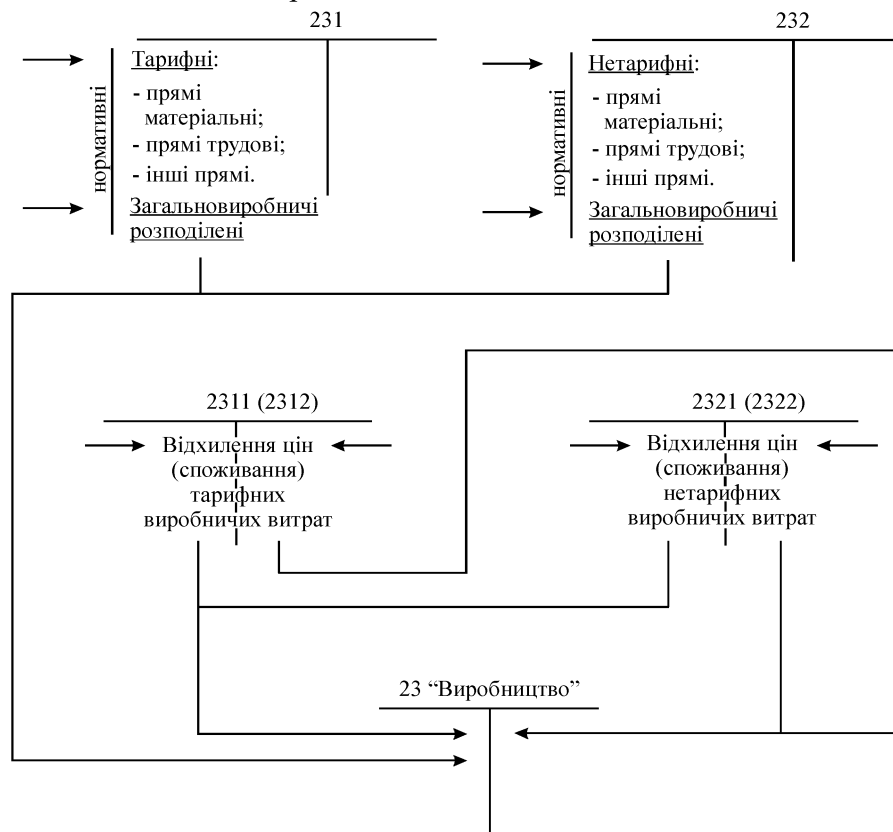 231
нормативні
Тарифні:
- прямі
матеріальні;
- прямі трудові;
- інші прямі.
Загальновиробничі
розподілені
232
нормативні
Нетарифні:
- прямі
матеріальні;
- прямі трудові;
- інші прямі.
Загальновиробничі
розподілені
2311 (2312)
Відхилення цін
(споживання)
тарифних
виробничих витрат
2321 (2322)
Відхилення цін
(споживання)
нетарифних
виробничих витрат
23 “Виробництво”